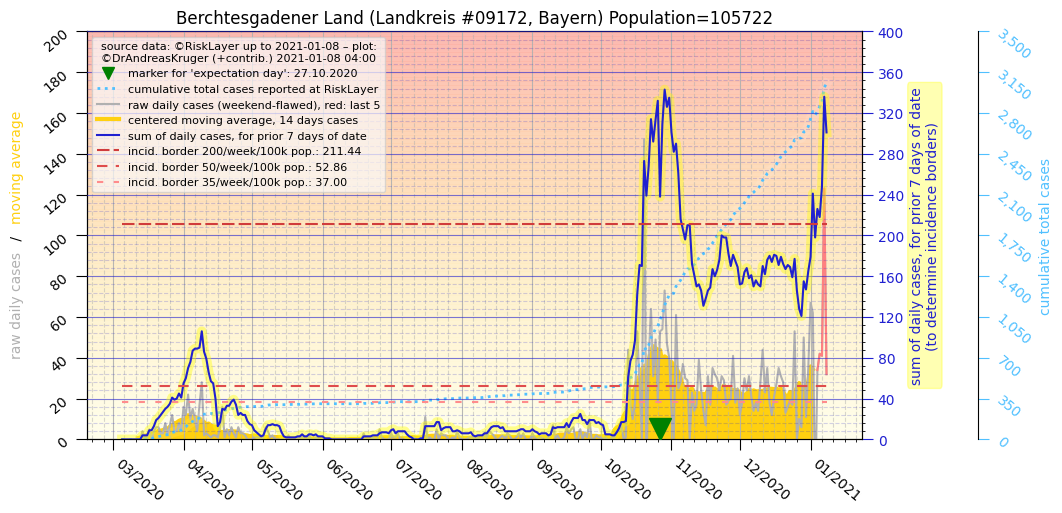 Berchtesgadener Land (Landkreis #09172, Bayern) Population=105722
source data: ©RiskLayer up to 2021-01-08 – plot:
©DrAndreasKruger (+contrib.) 2021-01-08 04:00
marker for 'expectation day': 27.10.2020
cumulative total cases reported at RiskLayer
raw daily cases (weekend-flawed), red: last 5
centered moving average, 14 days cases
sum of daily cases, for prior 7 days of date
incid. border 200/week/100k pop.: 211.44
incid. border 50/week/100k pop.: 52.86
incid. border 35/week/100k pop.: 37.00
raw daily cases / moving average
200
180
160
140
120
100
80
60
40
20
0
03/2020
04/2020
05/2020
06/2020
07/2020
08/2020
09/2020
10/2020
11/2020
12/2020
01/2021
400
360
320
280
240
200
160
120
80
40
0
sum of daily cases, for prior 7 days of date
(to determine incidence borders)
3,500
3,150
2,800
2,450
2,100
1,750
1,400
1,050
700
350
0
cumulative total cases